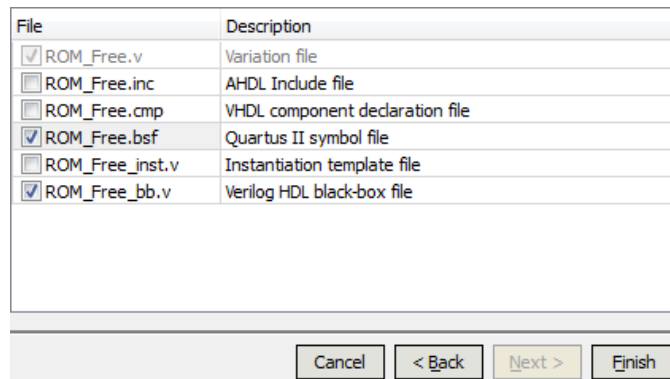 File Description
ROM_Free.v Variation file
ROM_Free.inc AHDL Include file
ROM_Free.cmp VHDL component declaration file
ROM_Free.bsf Quartus II symbol file
ROM_Free_inst.v Instantiation template file
ROM_Free_bb.v Verilog HDL black-box file
Cancel < Back Next > Finish